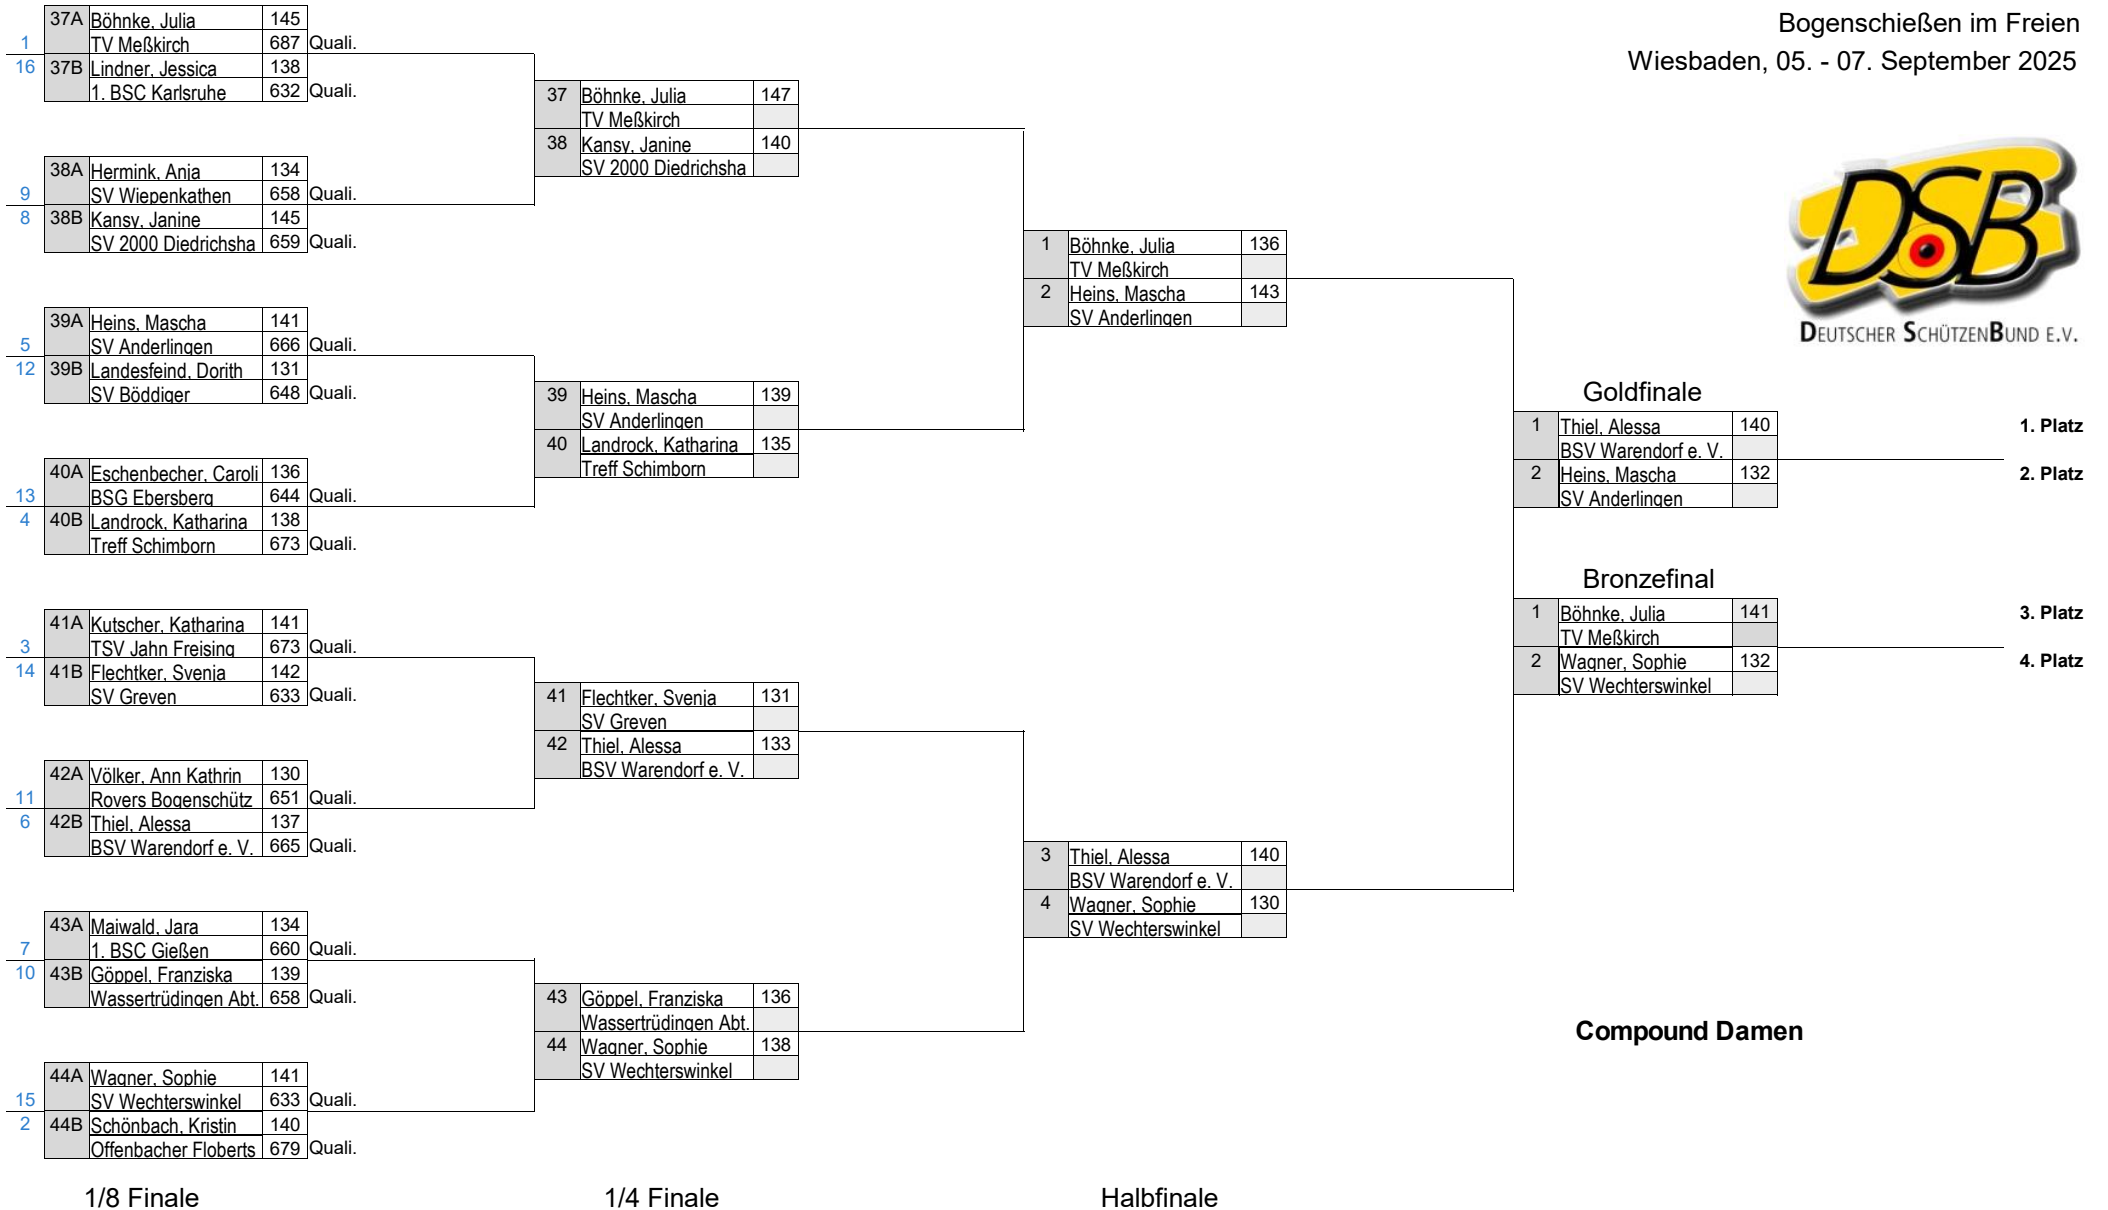 Bogenschießen im Freien
Wiesbaden, 05. - 07. September 2025
DSB
DEUTSCHER SCHÜTZENBUND E.V.
37A Böhnke, Julia 145
1 TV Meßkirch 687 Quali.
16 37B Lindner, Jessica 138
1. BSC Karlsruhe 632 Quali.
38A Hermink, Anja 134
9 SV Wiepenkathen 658 Quali.
8 38B Kansy, Janine 145
SV 2000 Diedrichsha 659 Quali.
39A Heins, Mascha 141
5 SV Anderlingen 666 Quali.
12 39B Landesfeind, Dorith 131
SV Böddiger 648 Quali.
40A Eschenbecher, Caroli 136
13 BSG Ebersberg 644 Quali.
4 40B Landrock, Katharina 138
Treff Schimborn 673 Quali.
41A Kutscher, Katharina 141
3 TSV Jahn Freising 673 Quali.
14 41B Flechtker, Svenja 142
SV Greven 633 Quali.
42A Völker, Ann Kathrin 130
11 Rovers Bogenschütz 651 Quali.
6 42B Thiel, Alessa 137
BSV Warendorf e. V. 665 Quali.
43A Maiwald, Jara 134
7 1. BSC Gießen 660 Quali.
10 43B Göppel, Franziska 139
Wassertrüdingen Abt. 658 Quali.
44A Wagner, Sophie 141
15 SV Wechterswinkel 633 Quali.
2 44B Schönbach, Kristin 140
Offenbacher Floberts 679 Quali.
1/8 Finale
37 Böhnke, Julia 147
TV Meßkirch
38 Kansy, Janine 140
SV 2000 Diedrichsha
39 Heins, Mascha 139
SV Anderlingen
40 Landrock, Katharina 135
Treff Schimborn
41 Flechtker, Svenja 131
SV Greven
42 Thiel, Alessa 133
BSV Warendorf e. V.
43 Göppel, Franziska 136
Wassertrüdingen Abt.
44 Wagner, Sophie 138
SV Wechterswinkel
1/4 Finale
1 Böhnke, Julia 136
TV Meßkirch
2 Heins, Mascha 143
SV Anderlingen
3 Thiel, Alessa 140
BSV Warendorf e. V.
4 Wagner, Sophie 130
SV Wechterswinkel
Halbfinale
Goldfinale
1 Thiel, Alessa 140 1. Platz
BSV Warendorf e. V.
2 Heins, Mascha 132 2. Platz
SV Anderlingen
Bronzefinal
1 Böhnke, Julia 141 3. Platz
TV Meßkirch
2 Wagner, Sophie 132 4. Platz
SV Wechterswinkel
Compound Damen